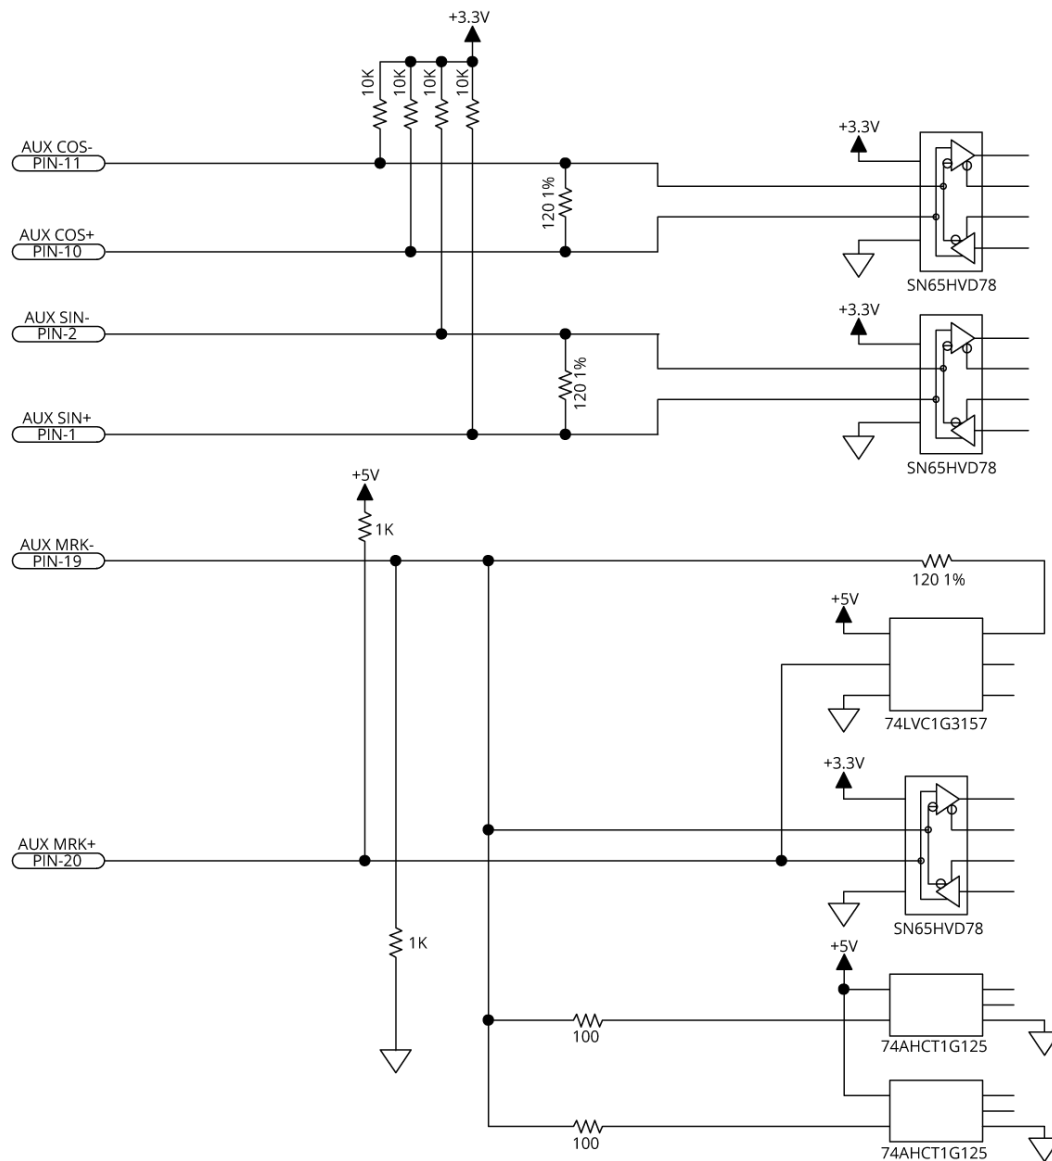 +3.3V
10K
10K
10K
10K
AUX COS-
PIN-11
+3.3V
120 1%
AUX COS+
PIN-10
SN65HVD78
AUX SIN-
PIN-2
+3.3V
120 1%
AUX SIN+
PIN-1
SN65HVD78
+5V
1K
AUX MRK-
PIN-19
120 1%
+5V
74LVC1G3157
+3.3V
AUX MRK+
PIN-20
SN65HVD78
1K
+5V
100
74AHCT1G125
100
74AHCT1G125